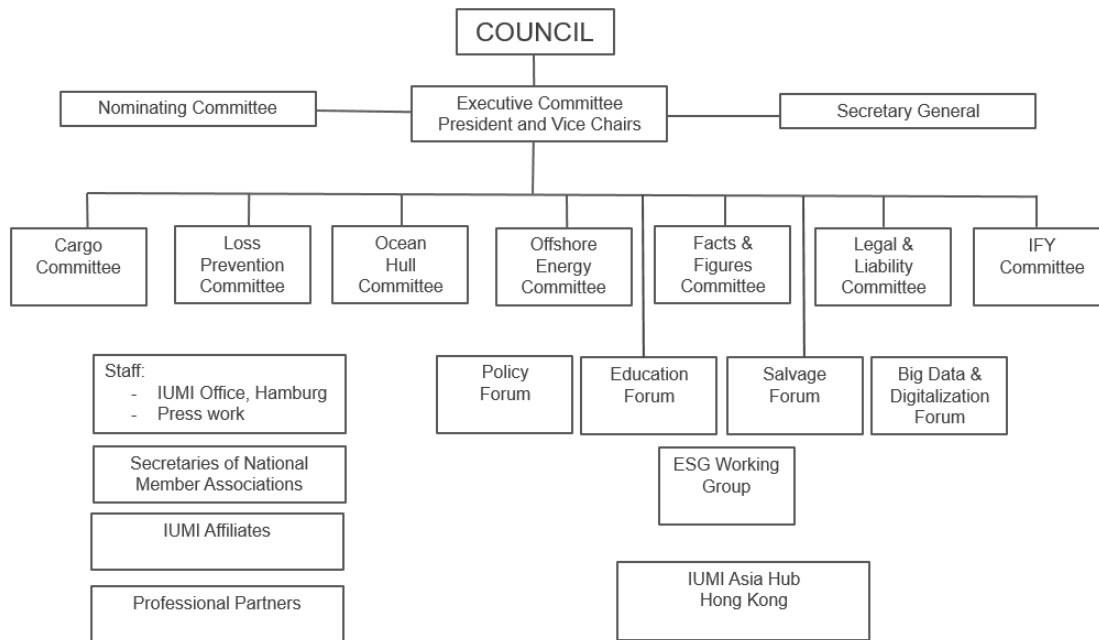 COUNCIL
Nominating Committee
Executive Committee
President and Vice Chairs
Secretary General
Cargo
Committee
Loss
Prevention
Committee
Ocean
Hull
Committee
Offshore
Energy
Committee
Facts &
Figures
Committee
Legal &
Liability
Committee
IFY
Committee
Staff:
- IUMI Office, Hamburg
- Press work
Policy
Forum
Education
Forum
Salvage Forum
Big Data &
Digitalization
Forum
Secretaries of National
Member Associations
ESG Working
Group
IUMI Affiliates
IUMI Asia Hub
Hong Kong
Professional Partners